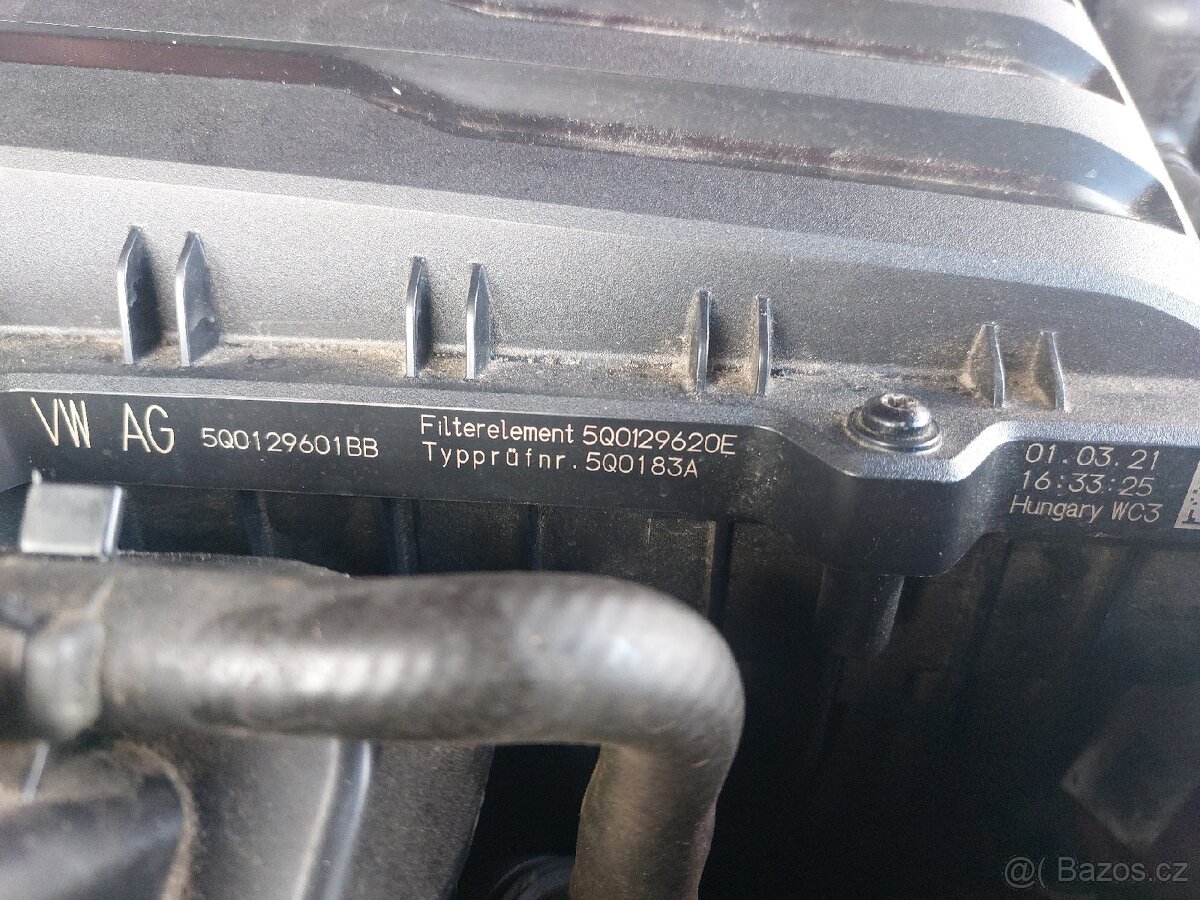 VW AG 5Q0129601BB
Filterelement 5Q0129620E
Typprüfnr. 5Q0183A
01.03.21
16:33:25
Hungary WC3
@( Bazos.cz